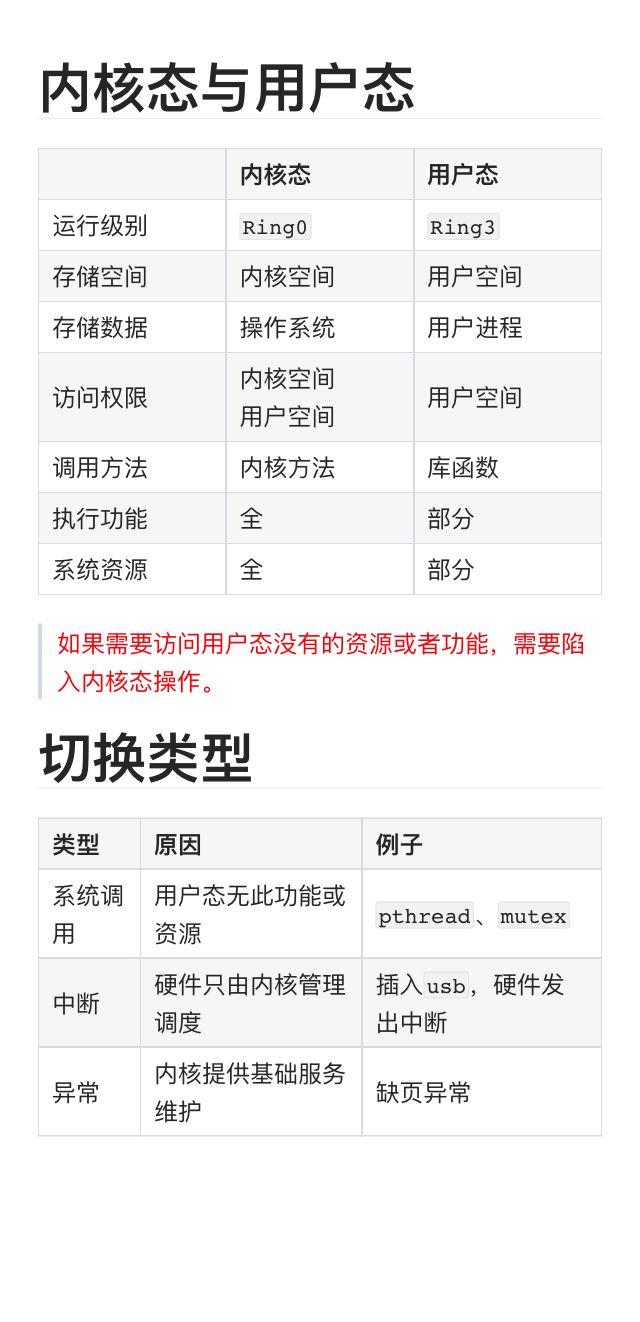 内核态与用户态
内核态 用户态
运行级别 Ring0 Ring3
存储空间 内核空间 用户空间
存储数据 操作系统 用户进程
访问权限 内核空间 用户空间 用户空间
调用方法 内核方法 库函数
执行功能 全 部分
系统资源 全 部分
如果需要访问用户态没有的资源或者功能，需要陷
入内核态操作。
切换类型
类型 原因 例子
系统调
用
用户态无此功能或
资源
pthread、mutex
中断
硬件只由内核管理
调度
插入usb，硬件发
出中断
异常
内核提供基础服务
维护
缺页异常